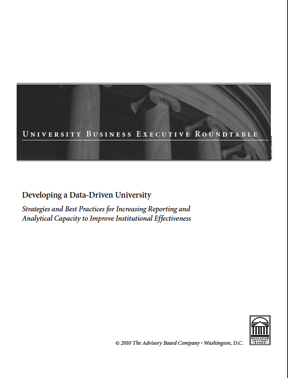 UNIVERSITY BUSINESS EXECUTIVE ROUNDTABLE
Developing a Data-Driven University
Strategies and Best Practices for Increasing Reporting and
Analytical Capacity to Improve Institutional Effectiveness
© 2010 The Advisory Board Company • Washington, D.C.